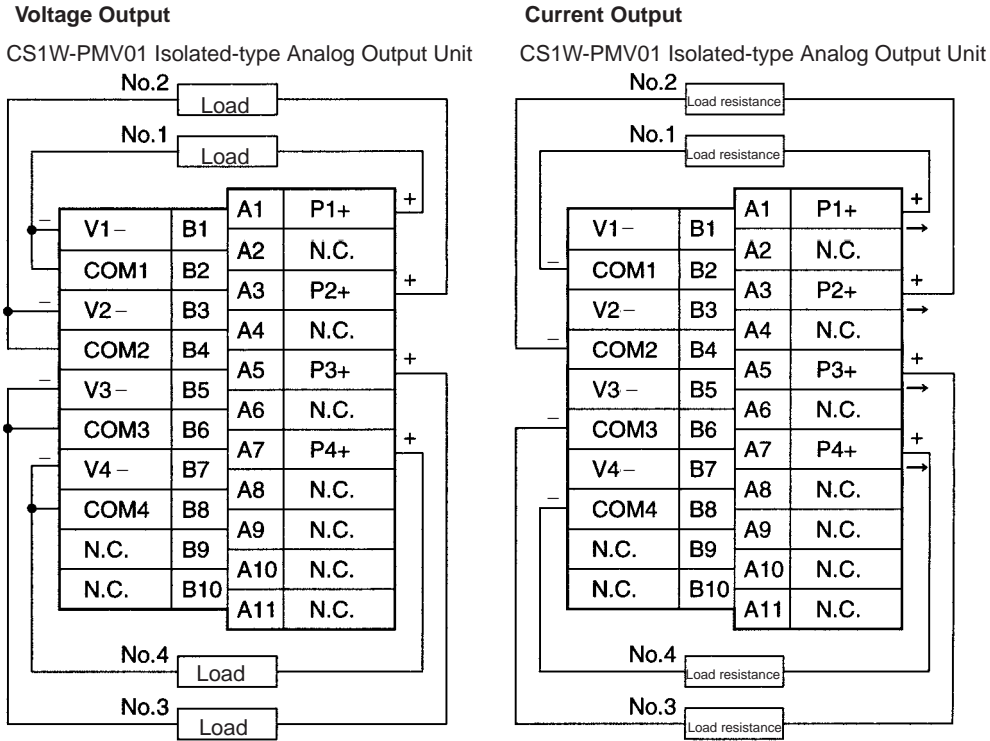 Voltage Output
CS1W-PMV01 Isolated-type Analog Output Unit
No.2
Load
No.1
Load
A1 P1+ +
– V1– B1
A2 N.C.
COM1 B2
A3 P2+ +
– V2– B3
A4 N.C.
COM2 B4
A5 P3+ +
– V3– B5
A6 N.C.
COM3 B6
A7 P4+ +
– V4– B7
A8 N.C.
COM4 B8
A9 N.C.
N.C. B9
A10 N.C.
N.C. B10
A11 N.C.
No.4
Load
No.3
Load
Current Output
CS1W-PMV01 Isolated-type Analog Output Unit
No.2
Load resistance
No.1
Load resistance
A1 P1+ +
V1– B1 →
A2 N.C.
– COM1 B2
A3 P2+ +
V2– B3 →
A4 N.C.
– COM2 B4
A5 P3+ +
V3– B5 →
A6 N.C.
– COM3 B6
A7 P4+ +
V4– B7 →
A8 N.C.
– COM4 B8
A9 N.C.
N.C. B9
A10 N.C.
N.C. B10
A11 N.C.
No.4
Load resistance
No.3
Load resistance